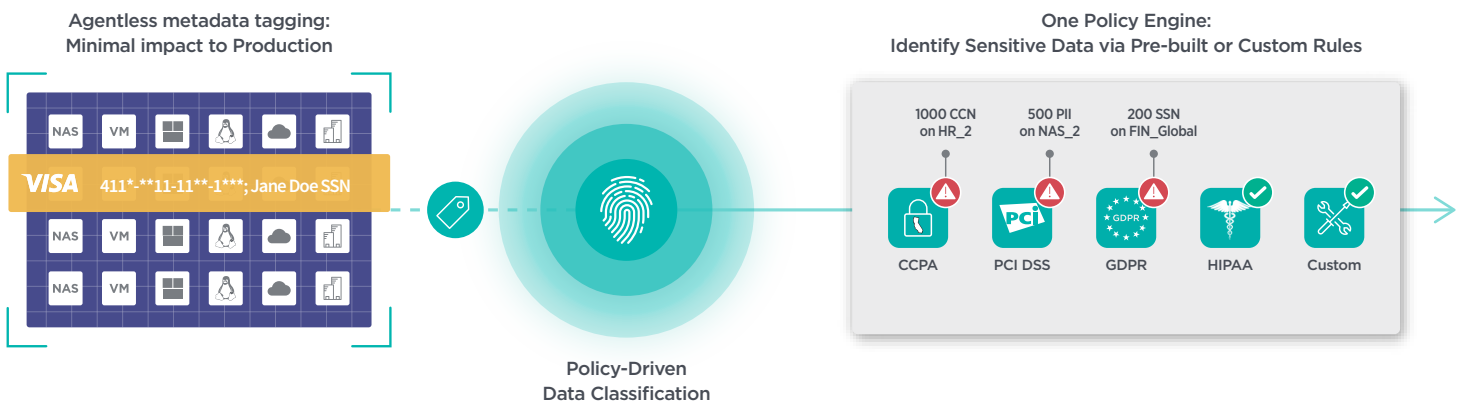 Agentless metadata tagging:
Minimal impact to Production
NAS VM
VISA 411*-**11-11**-1***; Jane Doe SSN
NAS VM
NAS VM
Policy-Driven
Data Classification
One Policy Engine:
Identify Sensitive Data via Pre-built or Custom Rules
1000 CCN
on HR_2
500 PII
on NAS_2
200 SSN
on FIN_Global
PCi
GDPR
CCPA
PCI DSS
GDPR
HIPAA
Custom